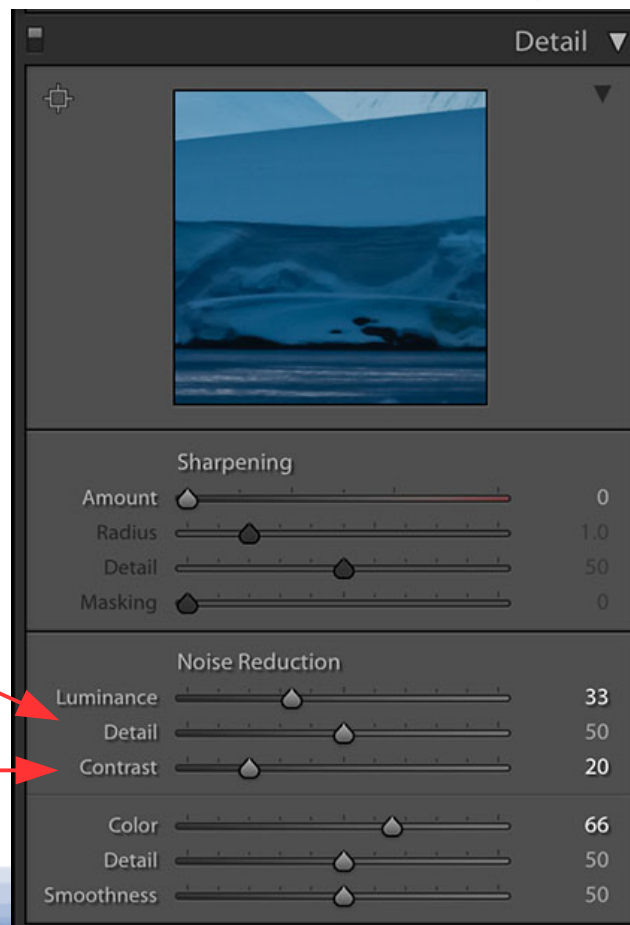 Detail
Sharpening
Amount 0
Radius 1.0
Detail 50
Masking 0
Noise Reduction
Luminance 33
Detail 50
Contrast 20
Color 66
Detail 50
Smoothness 50